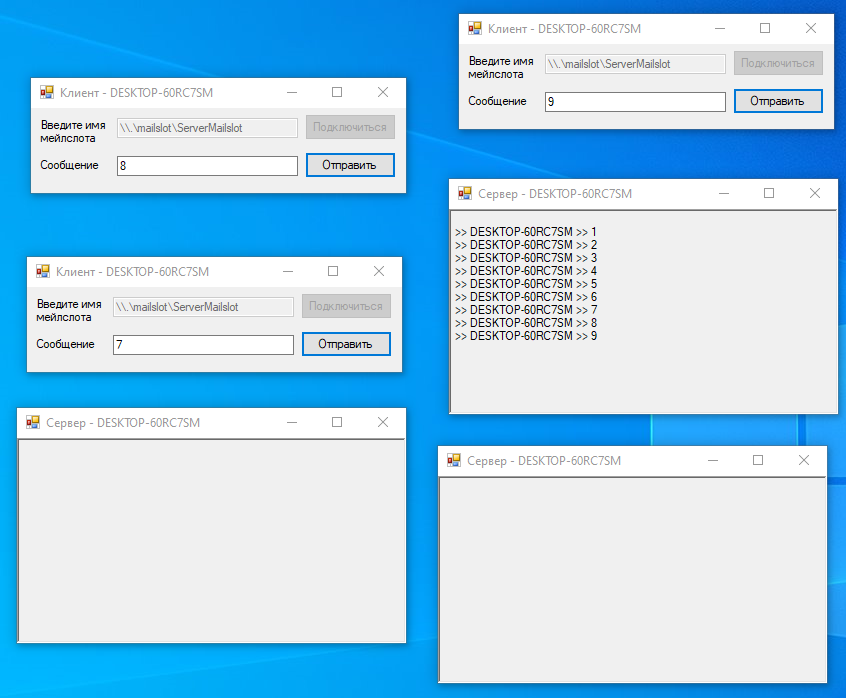 Клиент - DESKTOP-60RC7SM
Введите имя
мейлслота
\\.\mailslot\ServerMailslot
Подключиться
Сообщение
9
Отправить
Клиент - DESKTOP-60RC7SM
Введите имя
мейлслота
\\.\mailslot\ServerMailslot
Подключиться
Сообщение
8
Отправить
Сервер - DESKTOP-60RC7SM
>> DESKTOP-60RC7SM >> 1
>> DESKTOP-60RC7SM >> 2
>> DESKTOP-60RC7SM >> 3
>> DESKTOP-60RC7SM >> 4
>> DESKTOP-60RC7SM >> 5
>> DESKTOP-60RC7SM >> 6
>> DESKTOP-60RC7SM >> 7
>> DESKTOP-60RC7SM >> 8
>> DESKTOP-60RC7SM >> 9
Клиент - DESKTOP-60RC7SM
Введите имя
мейлслота
\\.\mailslot\ServerMailslot
Подключиться
Сообщение
7
Отправить
Сервер - DESKTOP-60RC7SM
Сервер - DESKTOP-60RC7SM